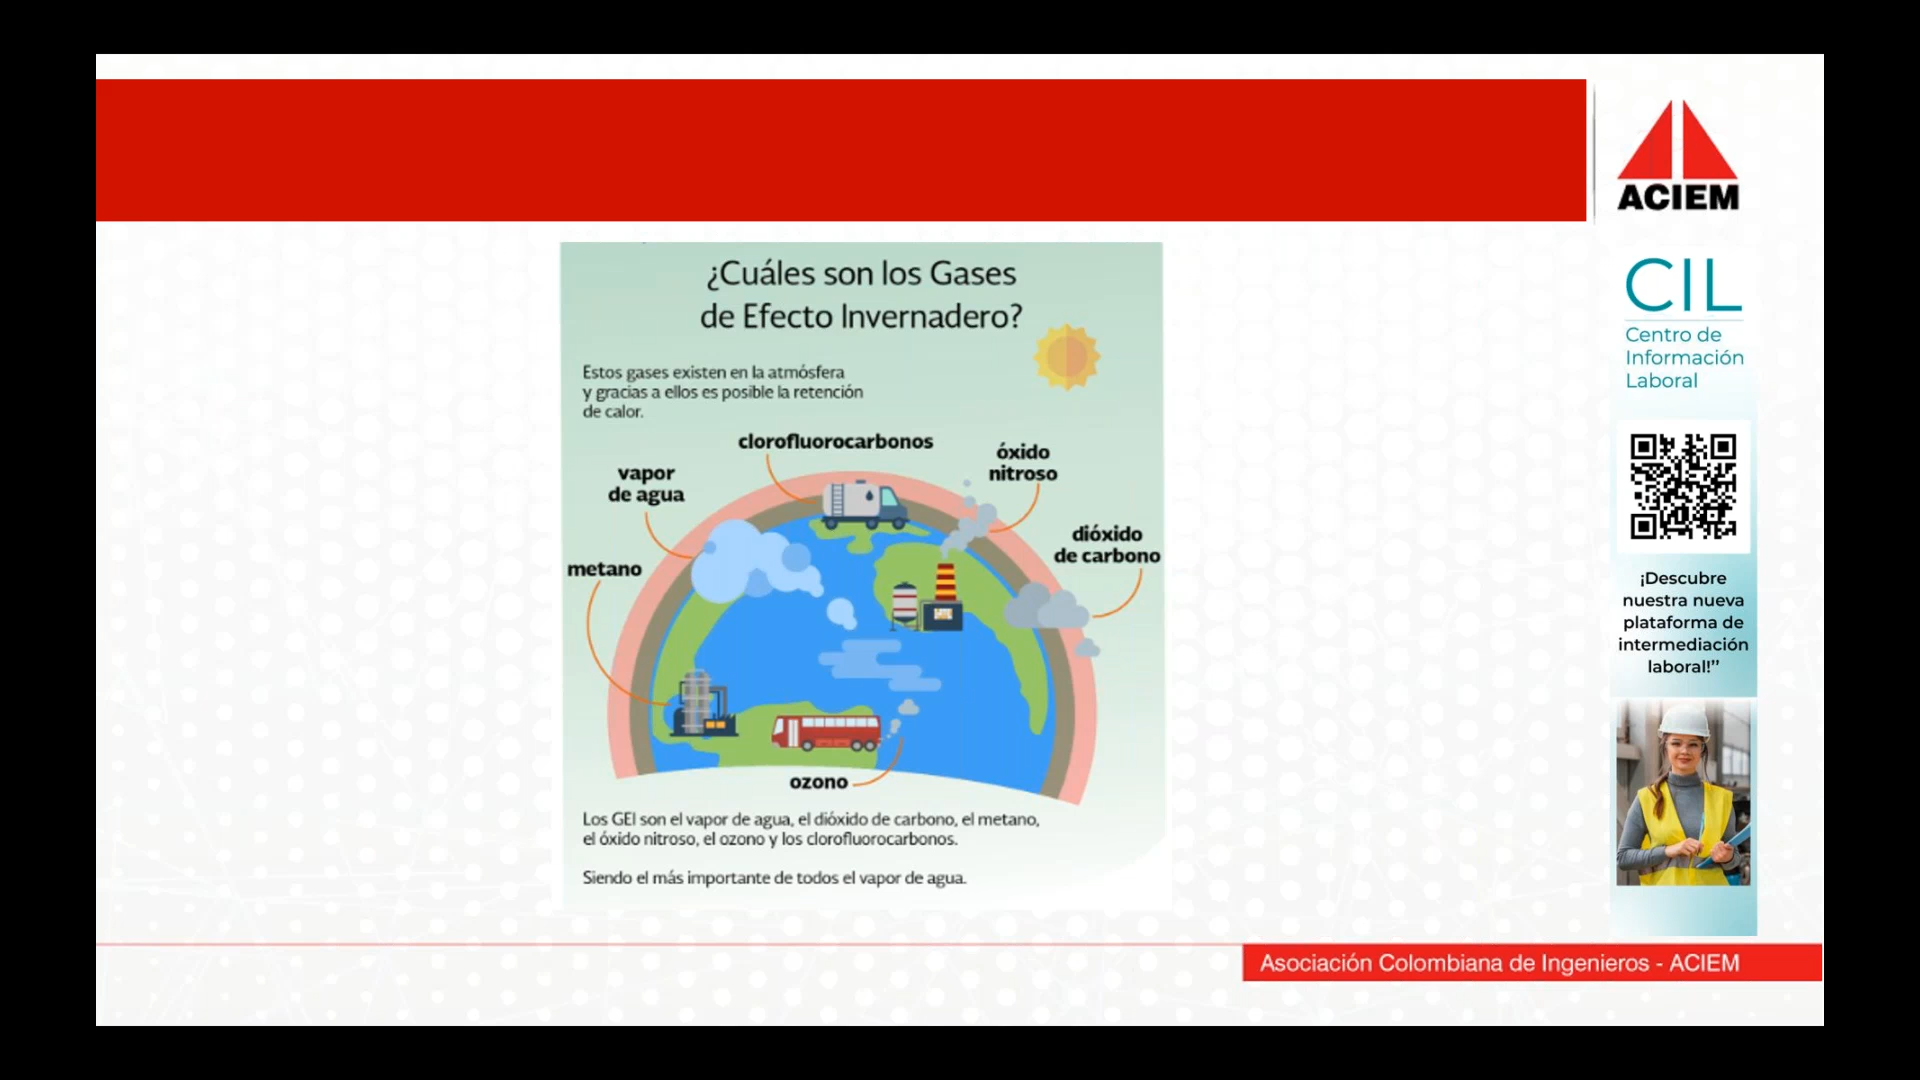 ACIEM
¿Cuáles son los Gases
de Efecto Invernadero?
Estos gases existen en la atmósfera
y gracias a ellos es posible la retención
de calor.
clorofluorocarbonos
óxido
nitroso
vapor
de agua
dióxido
de carbono
metano
ozono
Los GEI son el vapor de agua, el dióxido de carbono, el metano,
el óxido nitroso, el ozono y los clorofluorocarbonos.
Siendo el más importante de todos el vapor de agua.
CIL
Centro de
Información
Laboral
¡Descubre
nuestra nueva
plataforma de
intermediación
laboral!”
Asociación Colombiana de Ingenieros - ACIEM